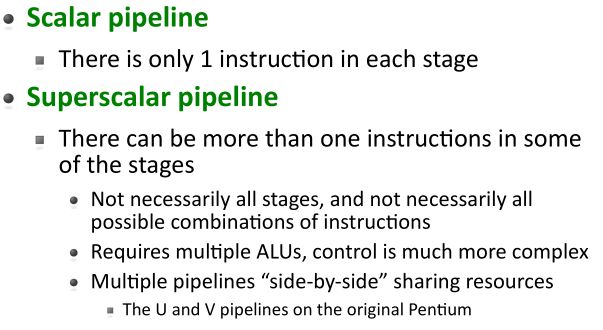 Scalar pipeline
There is only 1 instruction in each stage
Superscalar pipeline
There can be more than one instructions in some
of the stages
Not necessarily all stages, and not necessarily all
possible combinations of instructions
Requires multiple ALUs, control is much more complex
Multiple pipelines “side-by-side” sharing resources
The U and V pipelines on the original Pentium